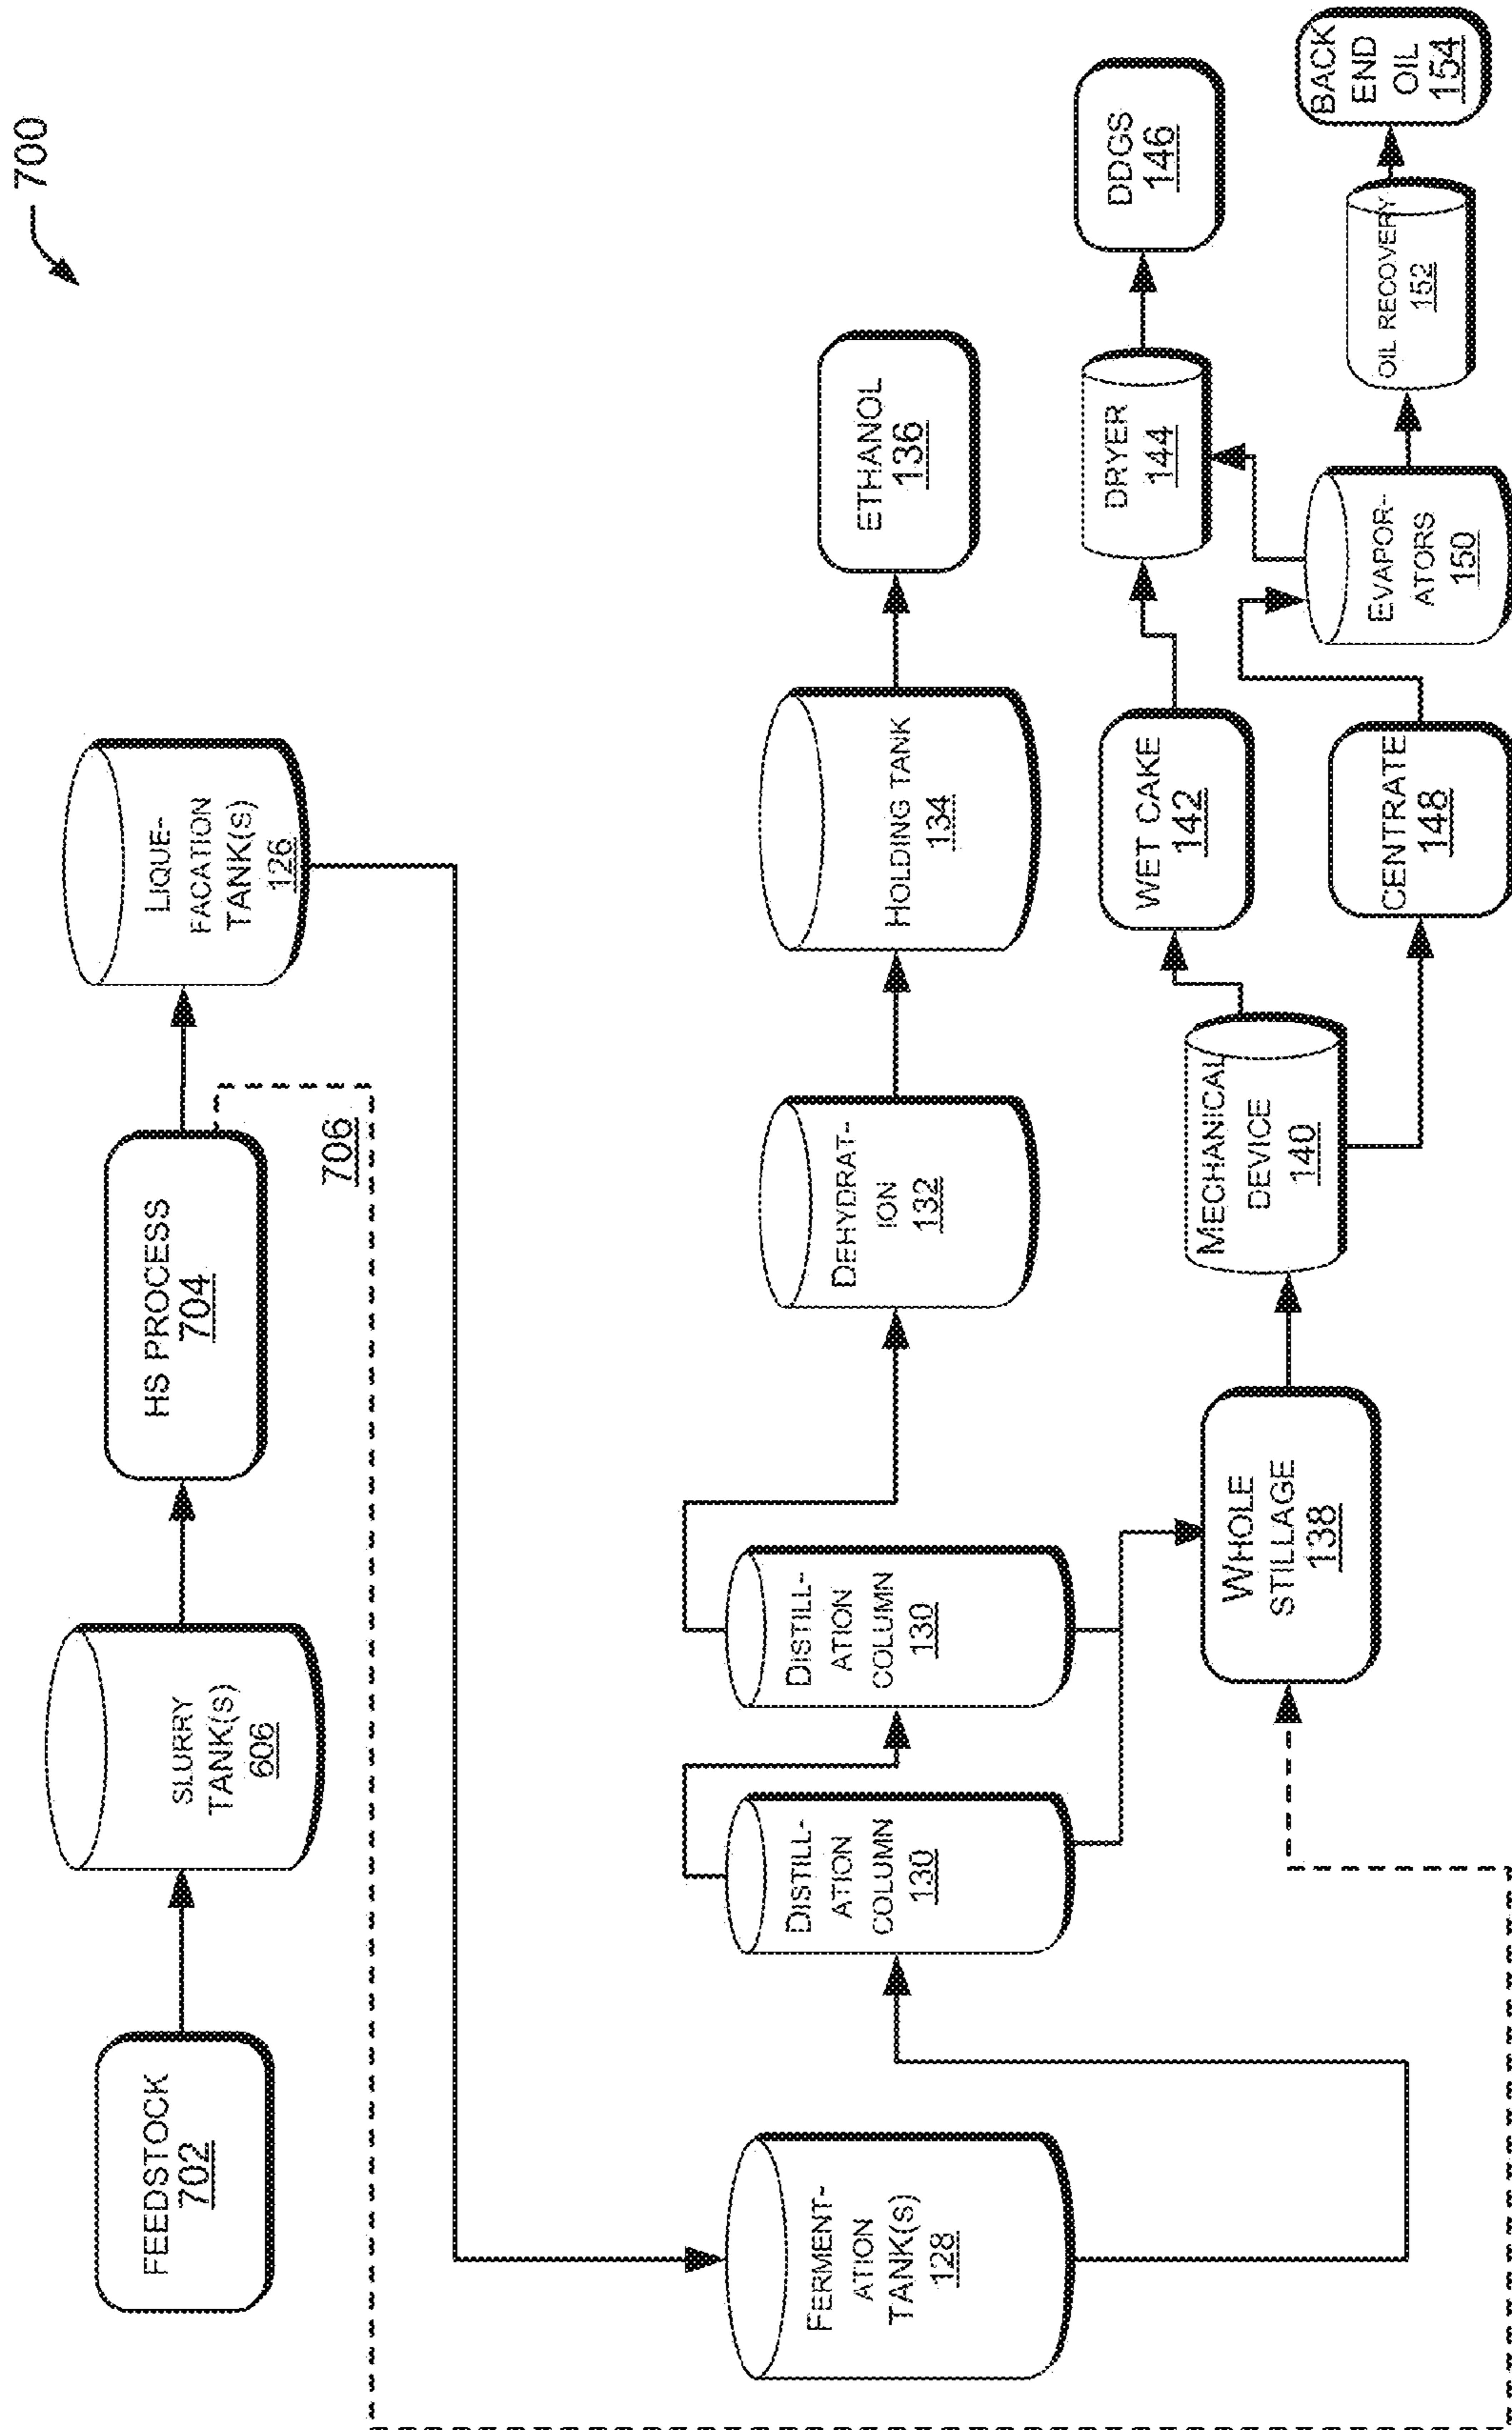 700
FEEDSTOCK
702
SLURRY
TANK(S)
606
HS PROCESS
704
706
LIQUE-
FACATION
TANK(S)
126
FERMENT-
ATION
TANK(S)
128
DISTILL-
ATION
COLUMN
130
DISTILL-
ATION
COLUMN
130
DEHYDRAT-
ION
132
HOLDING TANK
134
ETHANOL
136
WHOLE
STILLAGE
138
MECHANICAL
DEVICE
140
WET CAKE
142
DRYER
144
DDGS
146
CENTRATE
148
EVAPOR-
ATORS
150
OIL RECOVERY
152
BACK
END
OIL
154